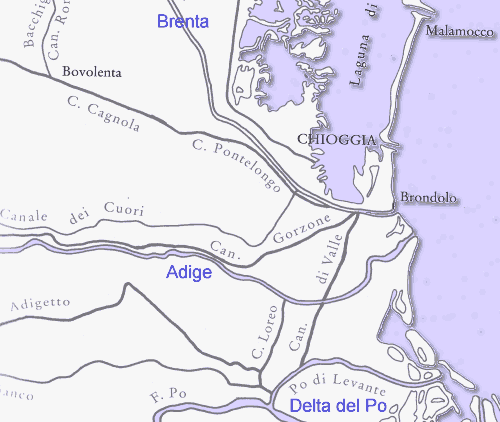 Brenta
Laguna di
Malamocco
Bacchig
Can. Ron
Bovolenta
C. Cagnola
CHIOGGIA
C. Pontelongo
Brondolo
Canale dei Cuori
Can. Gorzone
Adige
Can. di Valle
Adigetto
C. Loreo
Po di Levante
F. Po
Delta del Po
anco